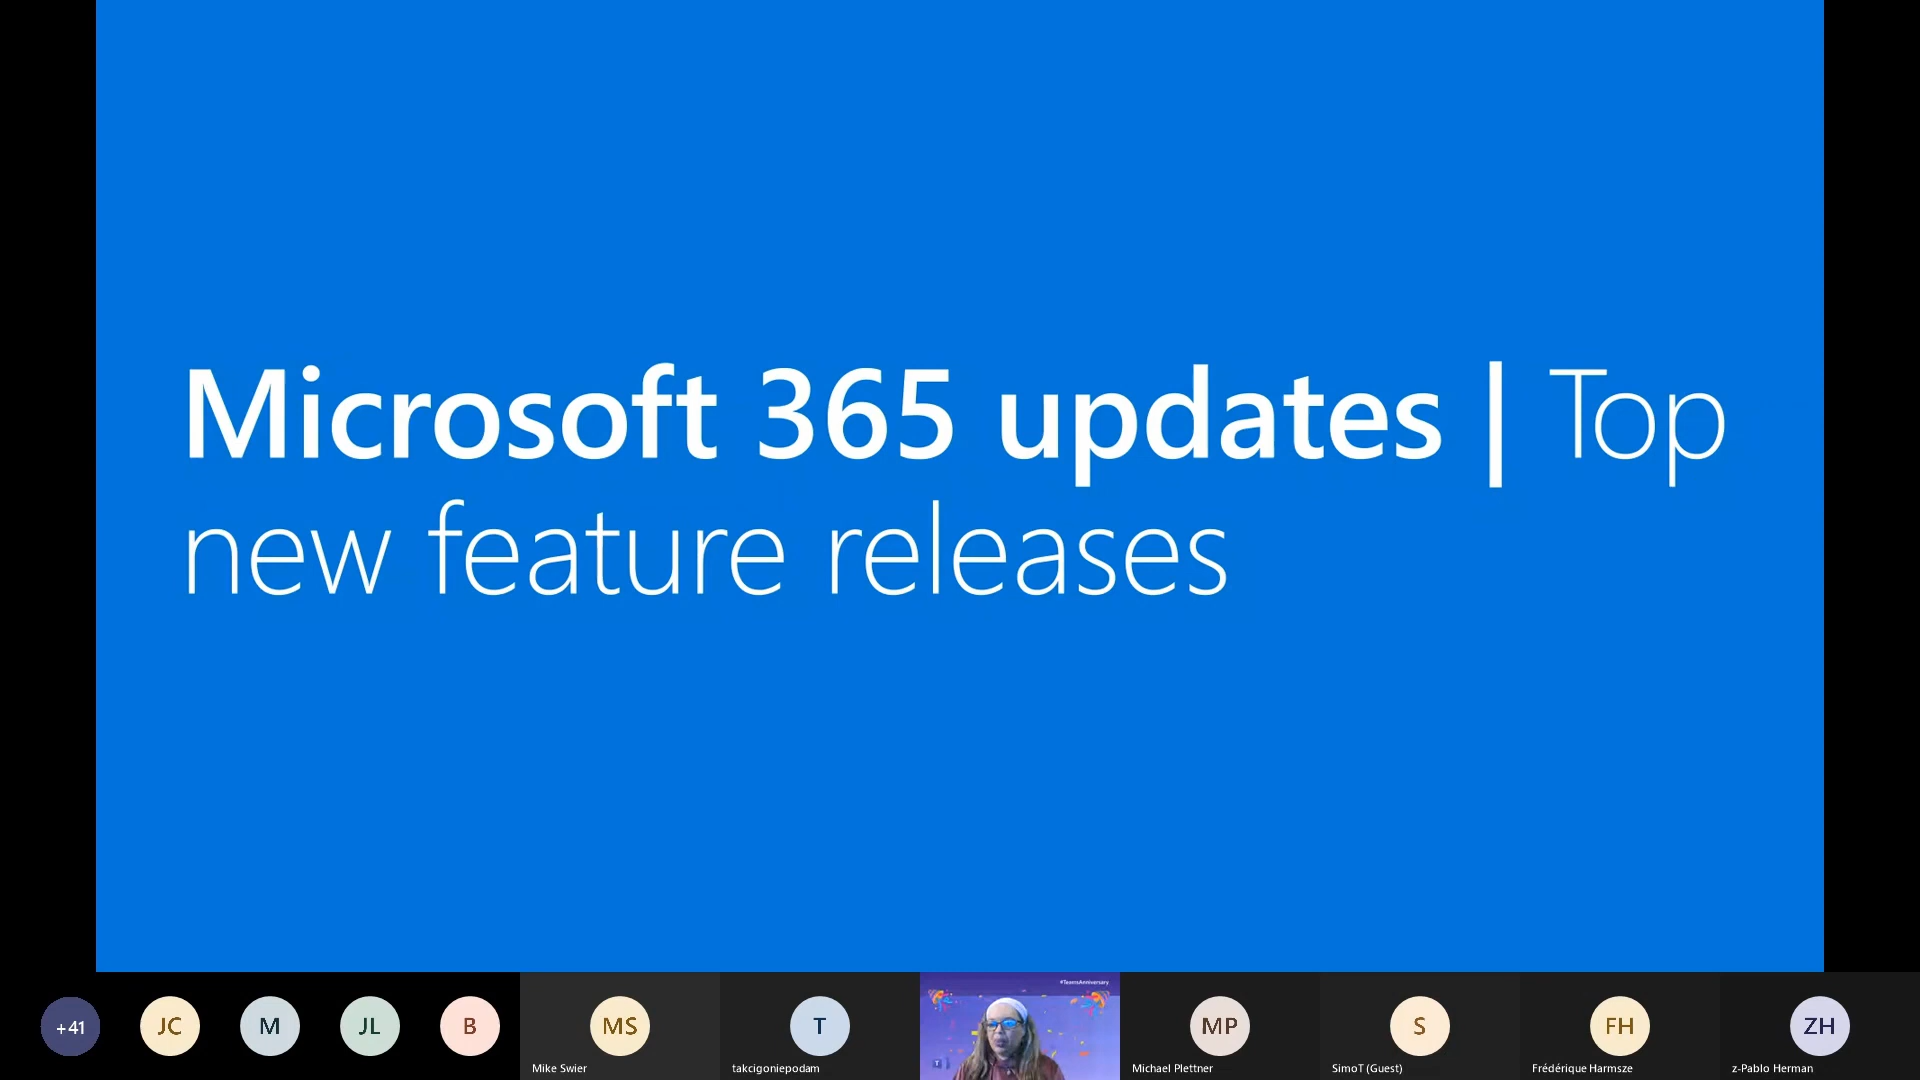 Microsoft 365 updates | Top
new feature releases
#TeamsAnniversary
+41
JC
M
JL
B
MS
T
MP
S
FH
ZH
Mike Swier
takcigoniepodam
Michael Plettner
SimoT (Guest)
Frédérique Harmsze
z-Pablo Herman